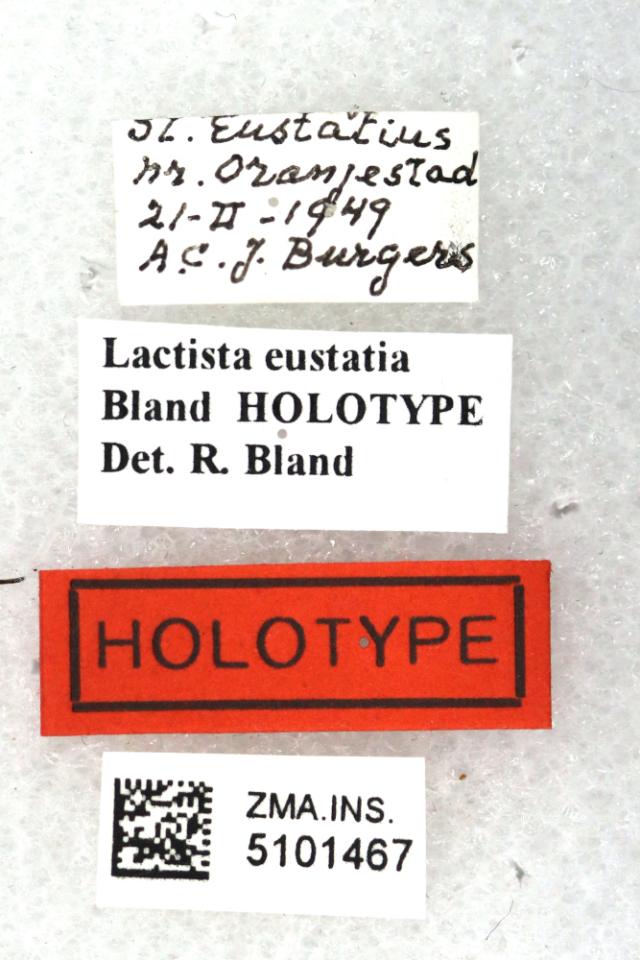 St. Eustatius
nr. Oranjestad
21-II-1949
A.C.J. Burgers
Lactista eustatia
Bland HOLOTYPE
Det. R. Bland
HOLOTYPE
ZMA.INS.
5101467